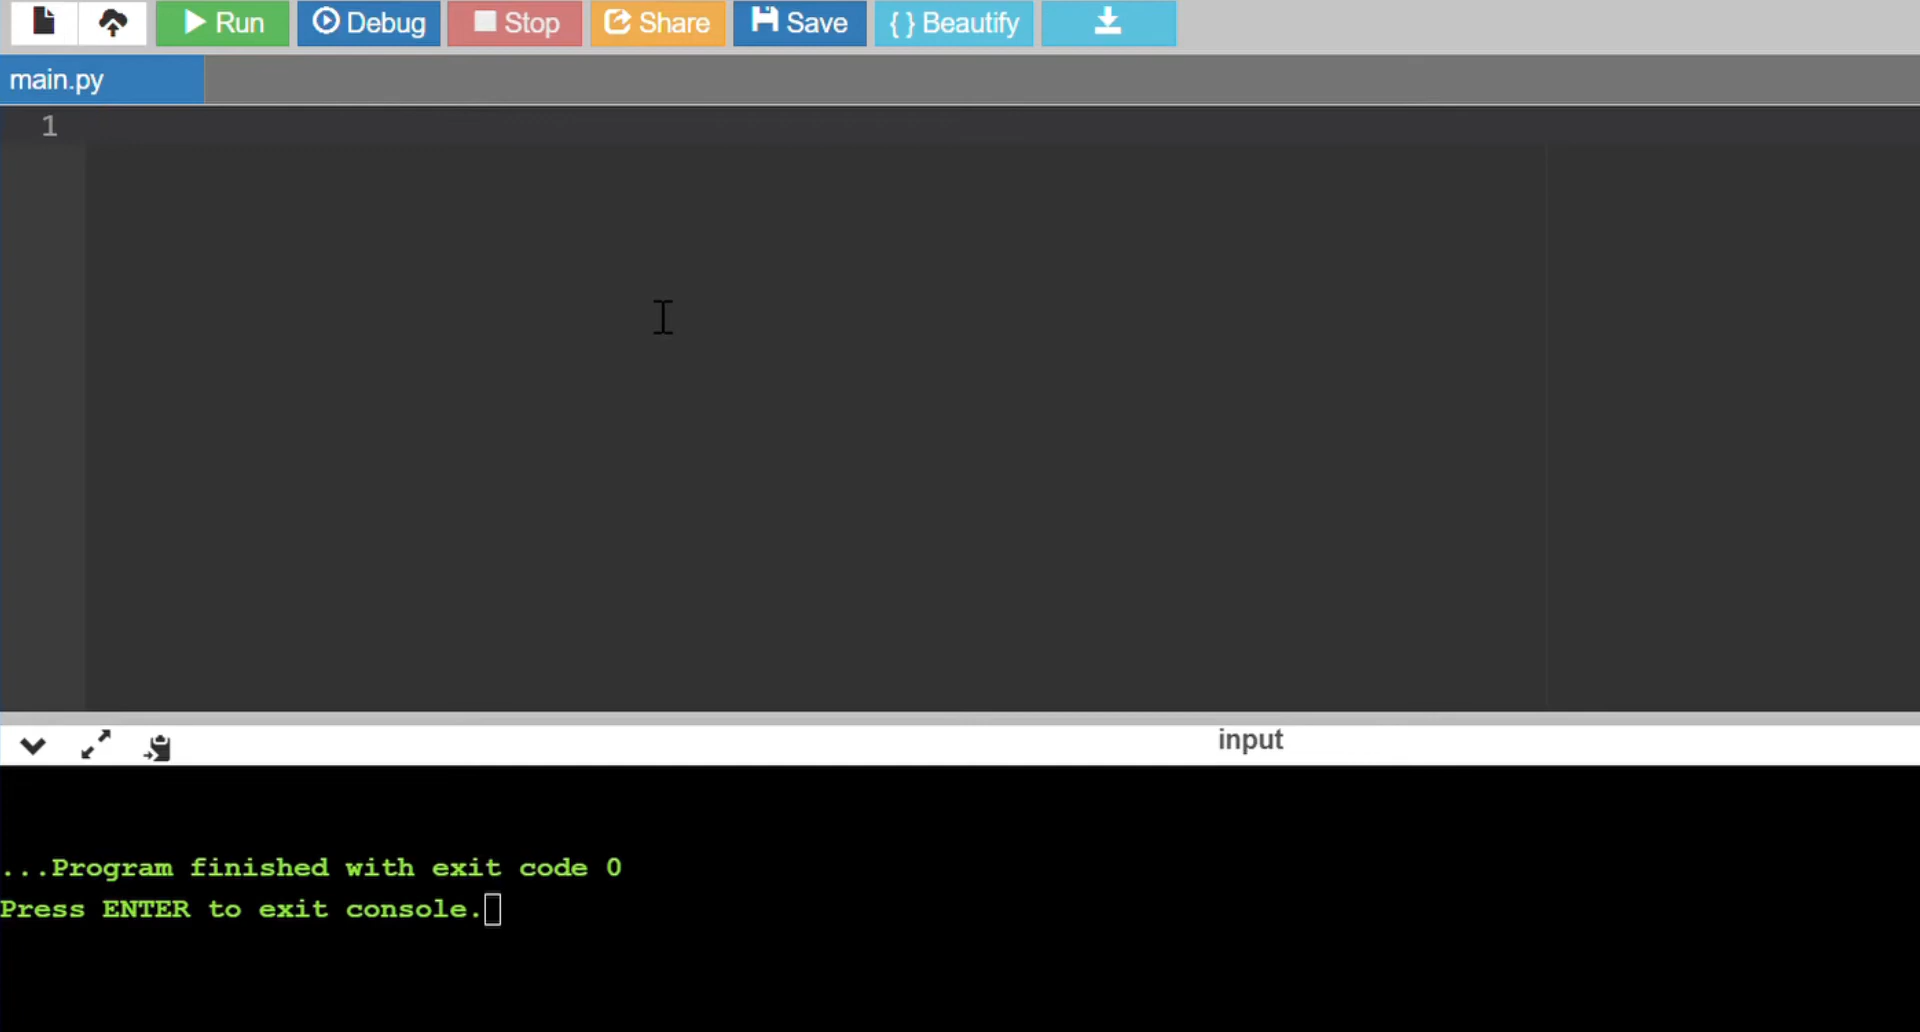 Run Debug Stop Share Save { } Beautify
main.py
1
input
...Program finished with exit code 0
Press ENTER to exit console.